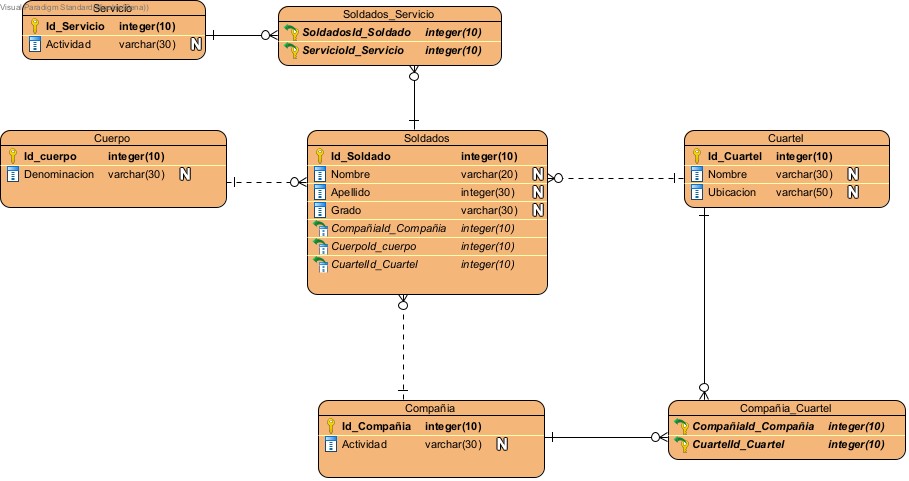 Visual Paradigm Standard
Servicio
Id_Servicio integer(10)
Actividad varchar(30) N
Soldados_Servicio
SoldadosId_Soldado integer(10)
ServicioId_Servicio integer(10)
Cuerpo
Id_cuerpo integer(10)
Denominacion varchar(30) N
Soldados
Id_Soldado integer(10)
Nombre varchar(20) N
Apellido integer(30) N
Grado varchar(30) N
CompañiaId_Compañia integer(10)
CuerpoId_cuerpo integer(10)
CuartelId_Cuartel integer(10)
Cuartel
Id_Cuartel integer(10)
Nombre varchar(30) N
Ubicacion varchar(50) N
Compañia
Id_Compañia integer(10)
Actividad varchar(30) N
Compañia_Cuartel
CompañiaId_Compañia integer(10)
CuartelId_Cuartel integer(10)